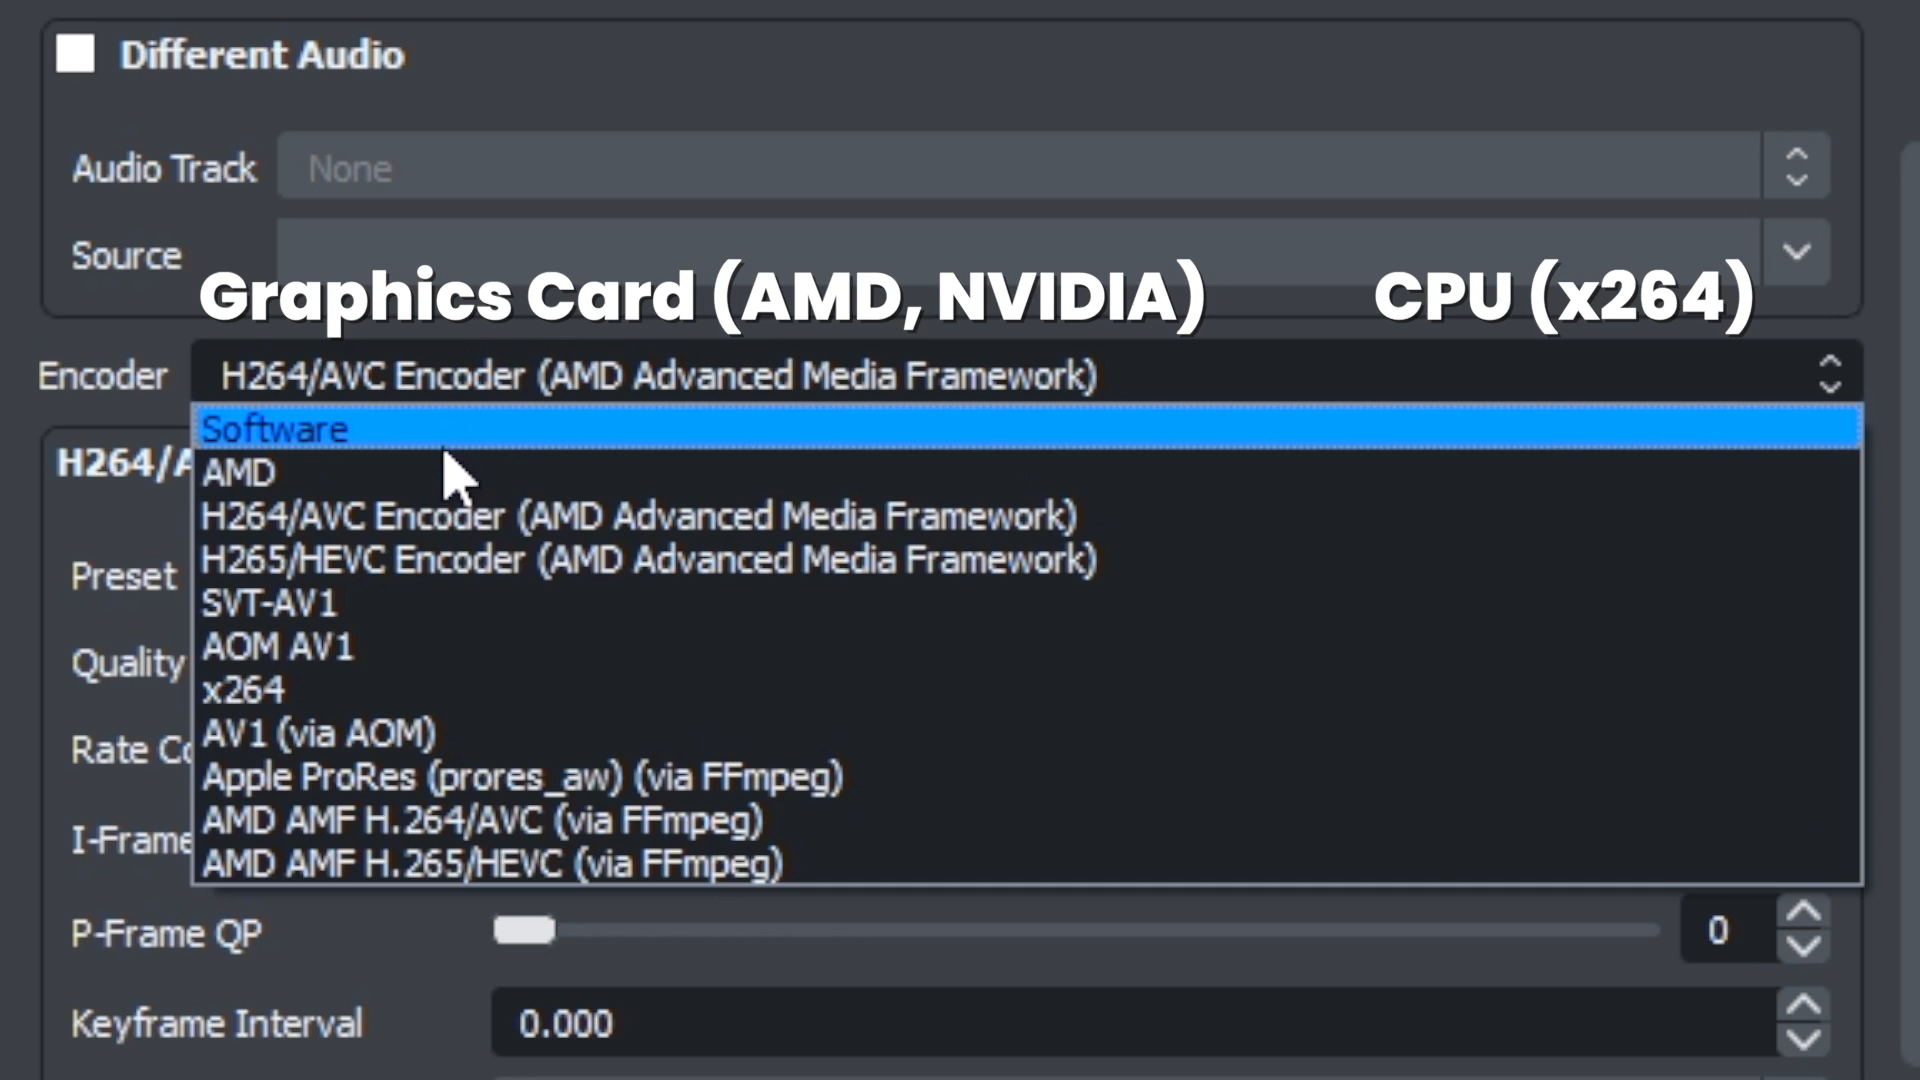 Different Audio
Audio Track None
Source
Graphics Card (AMD, NVIDIA) CPU (x264)
Encoder H264/AVC Encoder (AMD Advanced Media Framework)
Software
H264/A
AMD
H264/AVC Encoder (AMD Advanced Media Framework)
H265/HEVC Encoder (AMD Advanced Media Framework)
Preset
SVT-AV1
AOM AV1
Quality
x264
AV1 (via AOM)
Rate Co
Apple ProRes (prores_aw) (via FFmpeg)
AMD AMF H.264/AVC (via FFmpeg)
I-Frame
AMD AMF H.265/HEVC (via FFmpeg)
P-Frame QP 0
Keyframe Interval 0.000